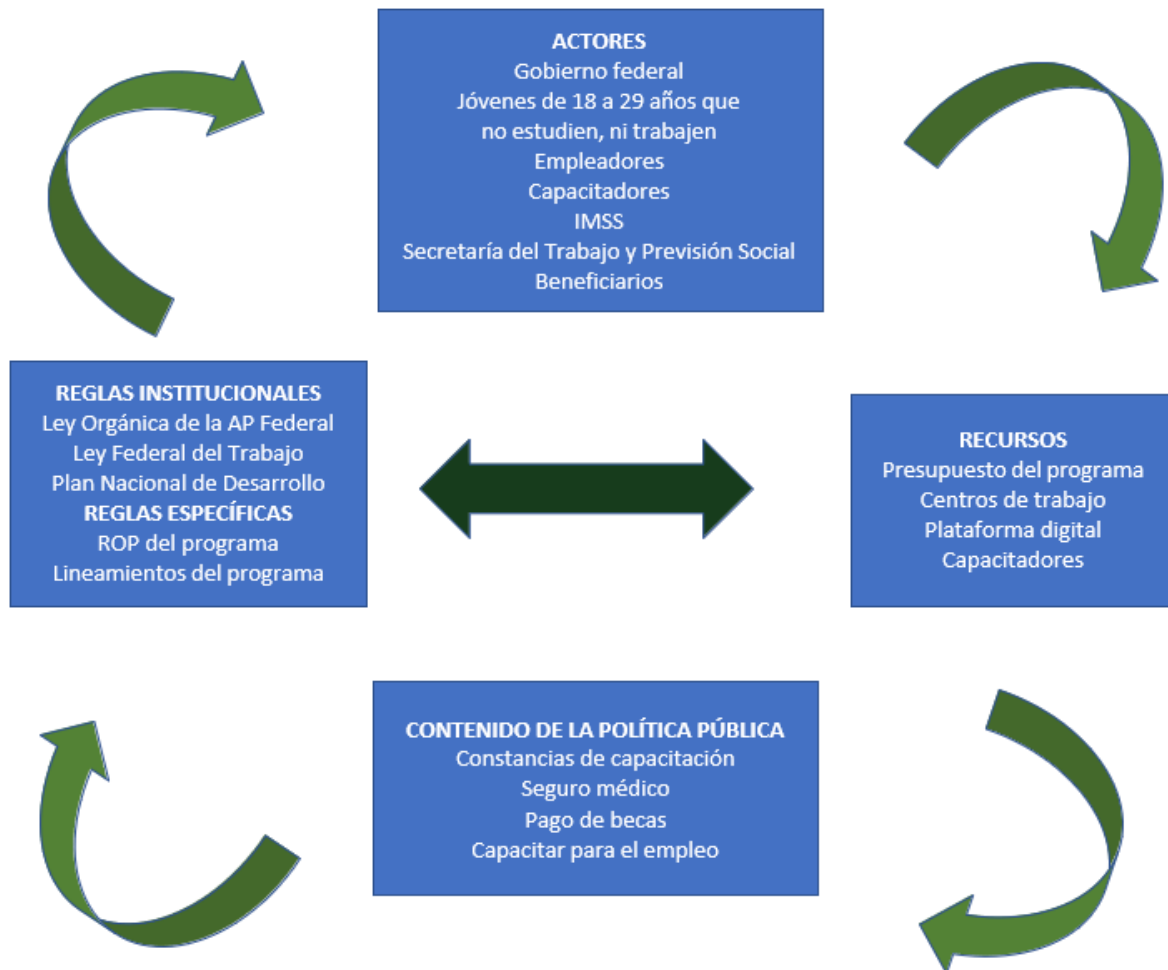 ACTORES
Gobierno federal
Jóvenes de 18 a 29 años que
no estudien, ni trabajen
Empleadores
Capacitadores
IMSS
Secretaría del Trabajo y Previsión Social
Beneficiarios
REGLAS INSTITUCIONALES
Ley Orgánica de la AP Federal
Ley Federal del Trabajo
Plan Nacional de Desarrollo
REGLAS ESPECÍFICAS
ROP del programa
Lineamientos del programa
RECURSOS
Presupuesto del programa
Centros de trabajo
Plataforma digital
Capacitadores
CONTENIDO DE LA POLÍTICA PÚBLICA
Constancias de capacitación
Seguro médico
Pago de becas
Capacitar para el empleo